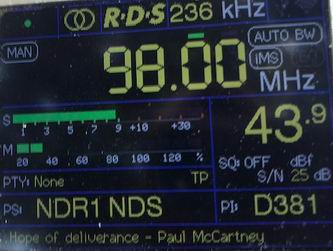 R·D·S 236 kHz
MAN 98.00 AUTO BW
iMS
MHz
S 1 3 5 7 9 +10 +30 43.9
M 20 40 60 80 100 120 % SQ: OFF dBf
S/N 25 dB
PTY: None TP
PS: NDR1 NDS PI: D381
Hope of deliverance - Paul McCartney